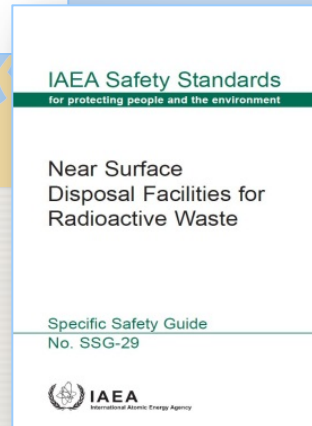 IAEA Safety Standards
for protecting people and the environment
Near Surface
Disposal Facilities for
Radioactive Waste
Specific Safety Guide
No. SSG-29
IAEA
International Atomic Energy Agency